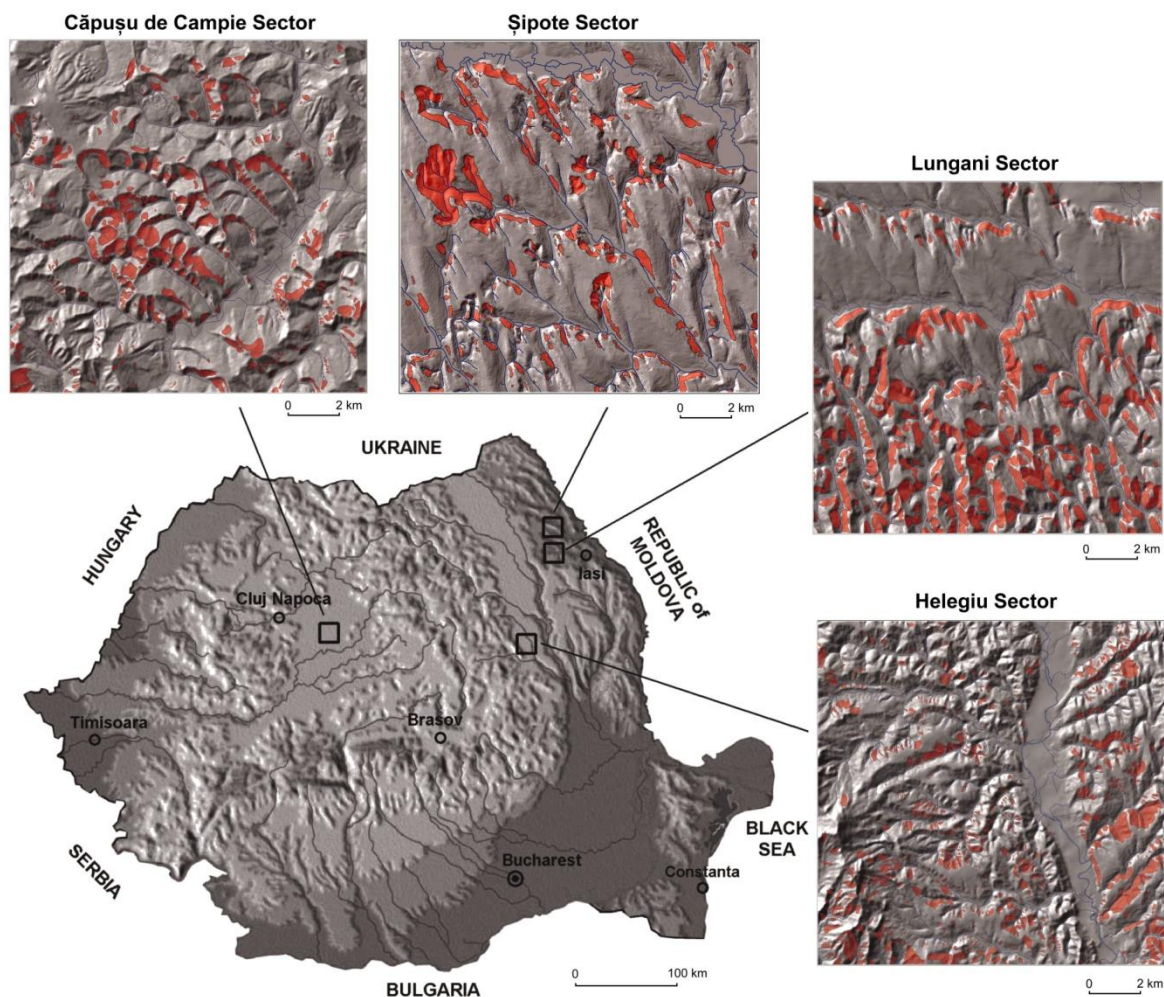 Căpușu de Campie Sector
Șipote Sector
Lungani Sector
0 2 km
0 2 km
0 2 km
UKRAINE
HUNGARY
REPUBLIC of
MOLDOVA
Iasi
Cluj Napoca
Helegiu Sector
Timisoara
Brasov
SERBIA
BLACK
SEA
Bucharest
Constanta
0 100 km
BULGARIA
0 2 km